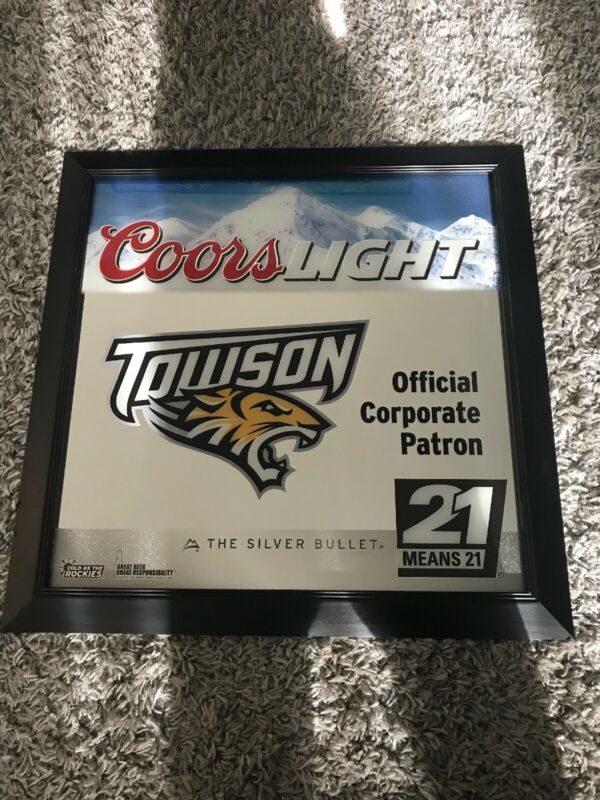 Coors LIGHT
TOWSON
Official
Corporate
Patron
21
MEANS 21
THE SILVER BULLET®
COLD AS THE
ROCKIES
GREAT BEER
GREAT RESPONSIBILITY